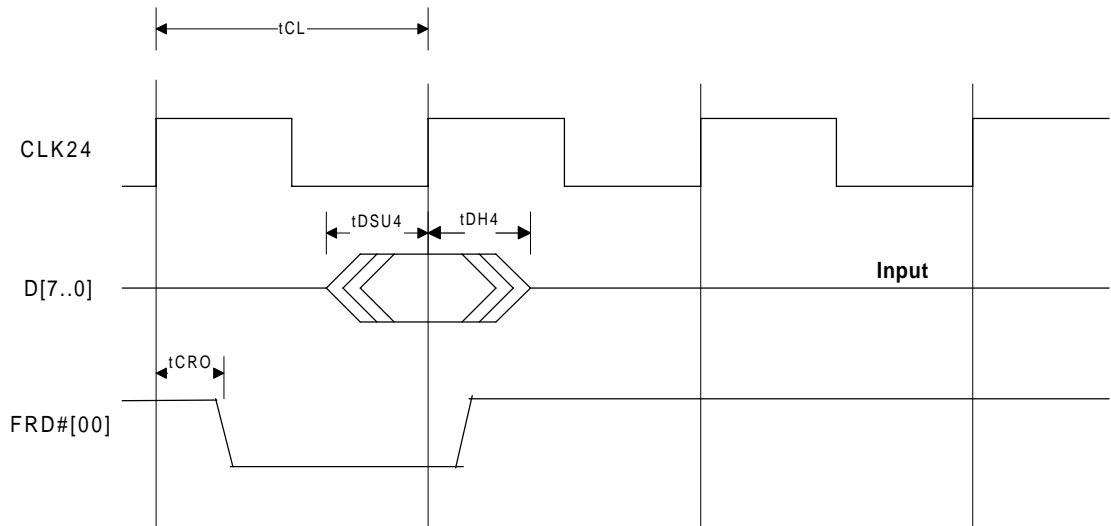 tCL
CLK24
tDSU4
tDH4
D[7..0]
Input
tCRO
FRD#[00]